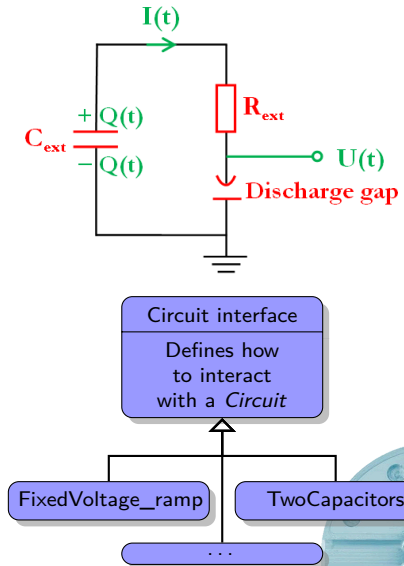 I(t)
+ Q(t)
C_ext
− Q(t)
R_ext
U(t)
Discharge gap
Circuit interface
Defines how
to interact
with a Circuit
FixedVoltage_ramp
TwoCapacitors
...